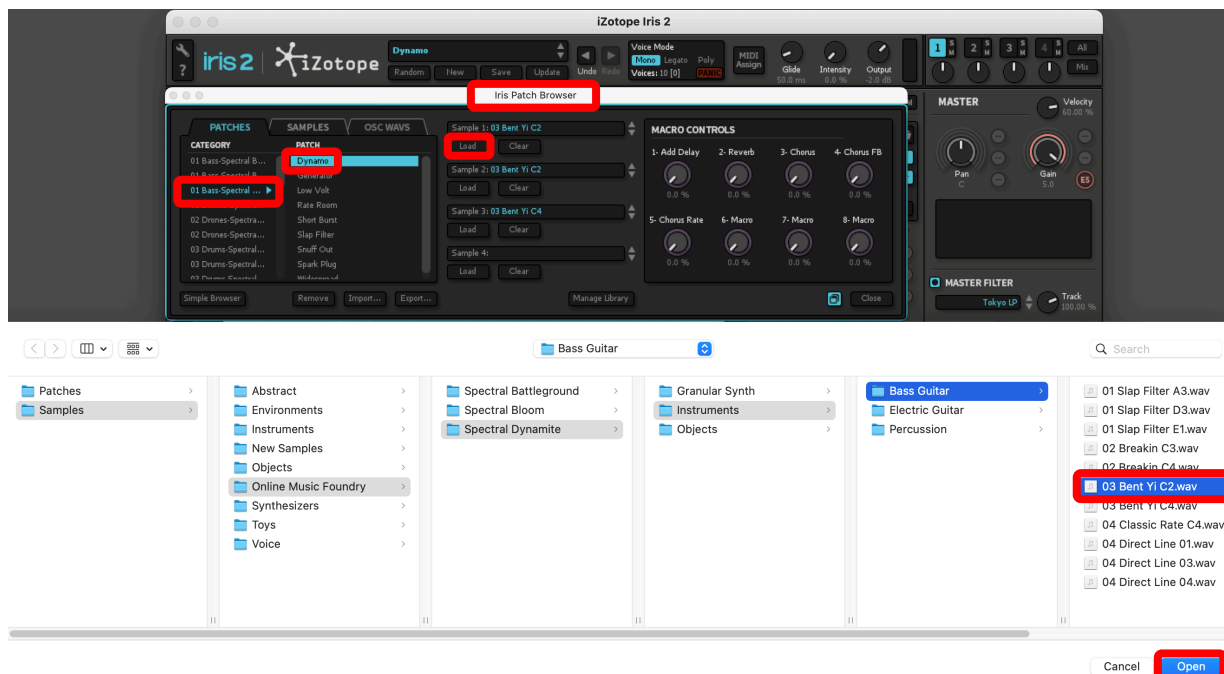 iZotope Iris 2
iris 2 iZotope
Dynamo
Random New Save Update
Undo Redo
Voice Mode
Mono Legato Poly
Voices: 10 [0] PANIC
MIDI Assign
Glide
50.0 ms
Intensity
0.0 %
Output
-2.0 dB
1 S M 2 S M 3 S M 4 S M All
Mix
Iris Patch Browser
PATCHES SAMPLES OSC WAVS
CATEGORY PATCH
01 Bass-Spectral B... Dynamo
Generator
01 Bass-Spectral ... Low Volt
Rate Room
02 Drones-Spectra... Short Burst
02 Drones-Spectra... Slap Filter
03 Drums-Spectral... Snuff Out
03 Drums-Spectral... Spark Plug
03 Drums-Spectral Widespread
Simple Browser Remove Import... Export...
Sample 1: 03 Bent Yi C2
Load Clear
Sample 2: 03 Bent Yi C2
Load Clear
Sample 3: 03 Bent Yi C4
Load Clear
Sample 4:
Load Clear
Manage Library
MACRO CONTROLS
1- Add Delay 2- Reverb 3- Chorus 4- Chorus FB
0.0 % 0.0 % 0.0 % 0.0 %
5- Chorus Rate 6- Macro 7- Macro 8- Macro
0.0 % 0.0 % 0.0 % 0.0 %
Close
MASTER
Velocity
60.00 %
Pan
C
Gain
5.0
ES
MASTER FILTER
Tokyo LP
Track
100.00 %
Bass Guitar
Search
Patches
Samples
Abstract
Environments
Instruments
New Samples
Objects
Online Music Foundry
Synthesizers
Toys
Voice
Spectral Battleground
Spectral Bloom
Spectral Dynamite
Granular Synth
Instruments
Objects
Bass Guitar
Electric Guitar
Percussion
01 Slap Filter A3.wav
01 Slap Filter D3.wav
01 Slap Filter E1.wav
02 Breakin C3.wav
02 Breakin C4.wav
03 Bent Yi C2.wav
03 Bent Yi C4.wav
04 Classic Rate C4.wav
04 Direct Line 01.wav
04 Direct Line 03.wav
04 Direct Line 04.wav
Cancel Open